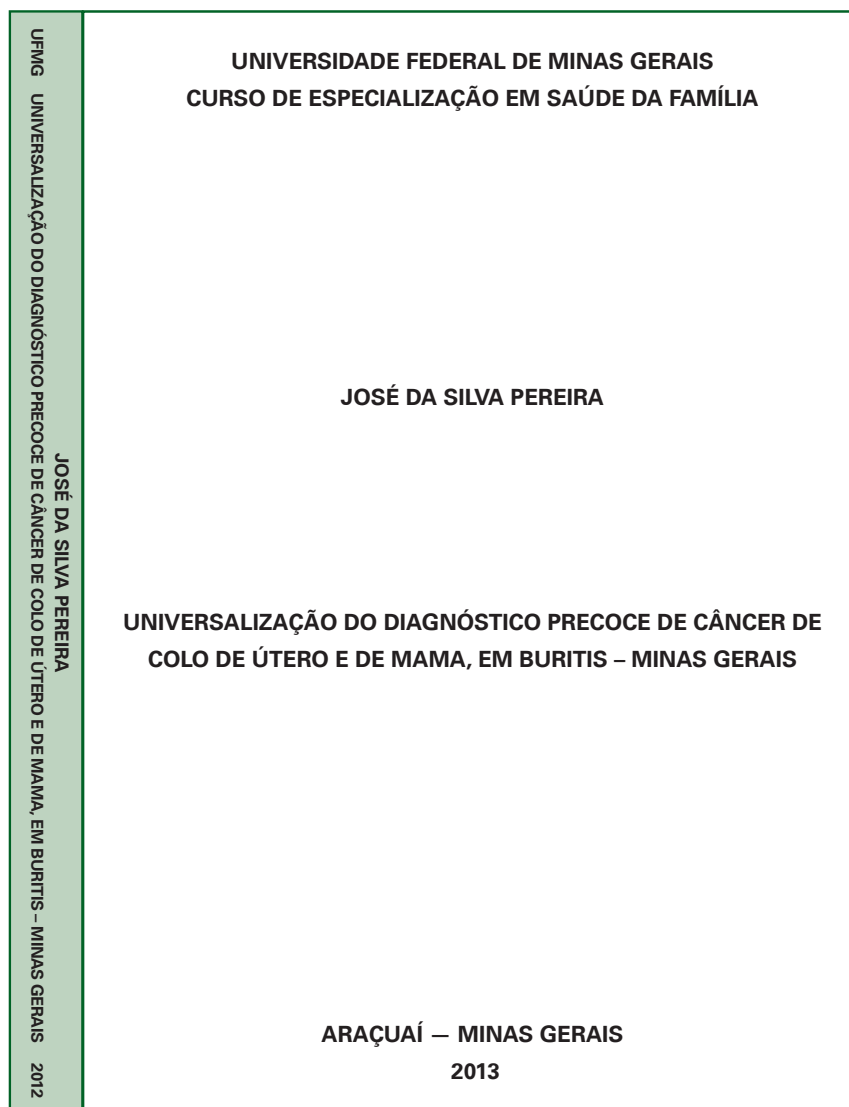 JOSÉ DA SILVA PEREIRA
UFMG UNIVERSALIZAÇÃO DO DIAGNÓSTICO PRECOCE DE CÂNCER DE COLO DE ÚTERO E DE MAMA, EM BURITIS – MINAS GERAIS 2012
UNIVERSIDADE FEDERAL DE MINAS GERAIS
CURSO DE ESPECIALIZAÇÃO EM SAÚDE DA FAMÍLIA
JOSÉ DA SILVA PEREIRA
UNIVERSALIZAÇÃO DO DIAGNÓSTICO PRECOCE DE CÂNCER DE
COLO DE ÚTERO E DE MAMA, EM BURITIS – MINAS GERAIS
ARAÇUAÍ — MINAS GERAIS
2013